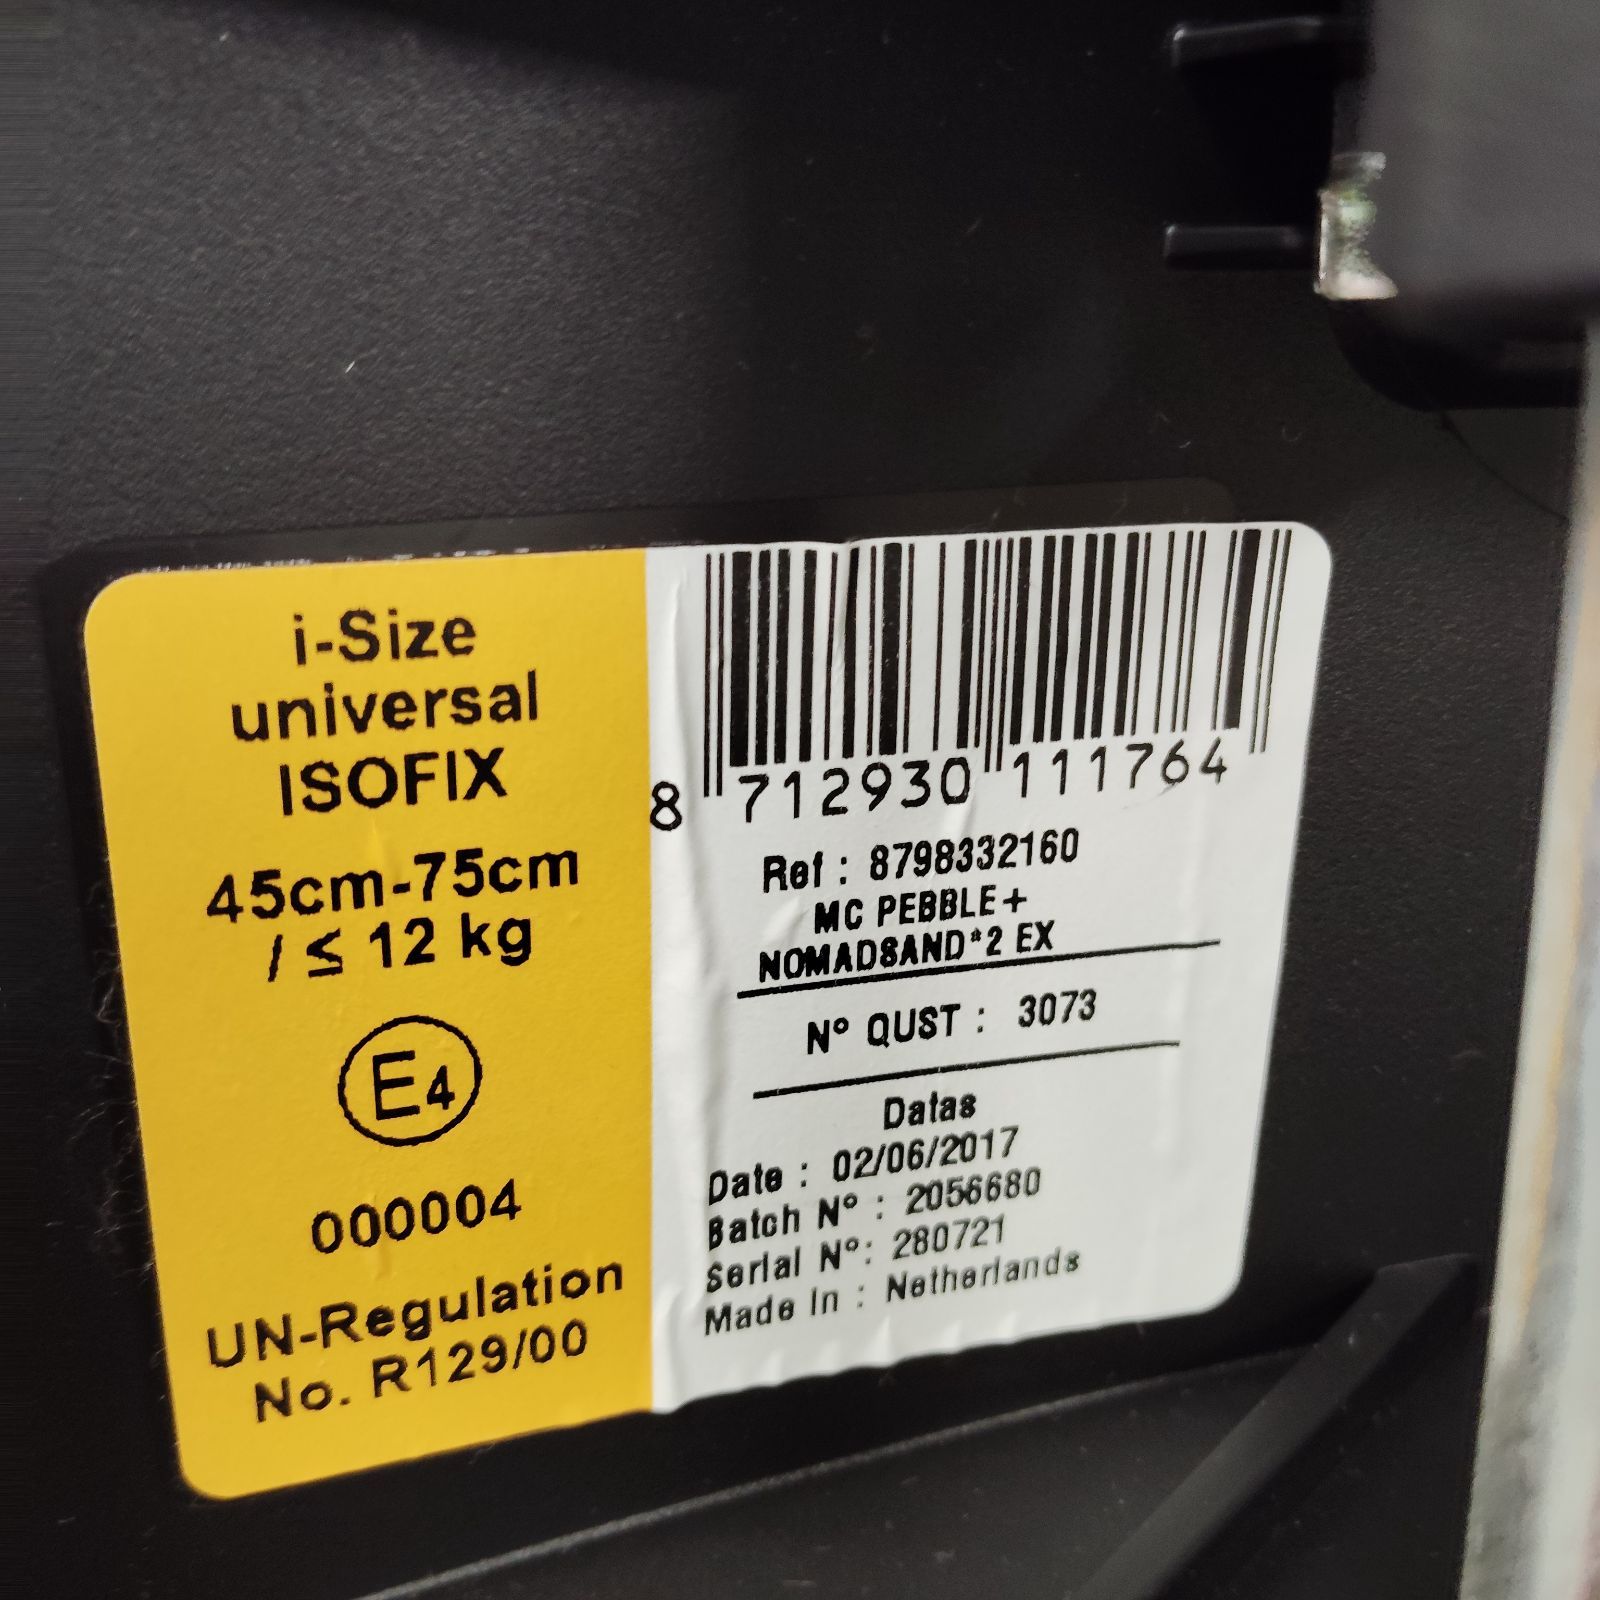 i-Size
universal
ISOFIX
45cm-75cm
/ ≤ 12 kg
E4
000004
UN-Regulation
No. R129/00
8 712930 111764
Ref : 8798332160
MC PEBBLE+
NOMADSAND*2 EX
N° QUST : 3073
Datas
Date : 02/06/2017
Batch N° : 2056680
Serial N°: 280721
Made In : Netherlands